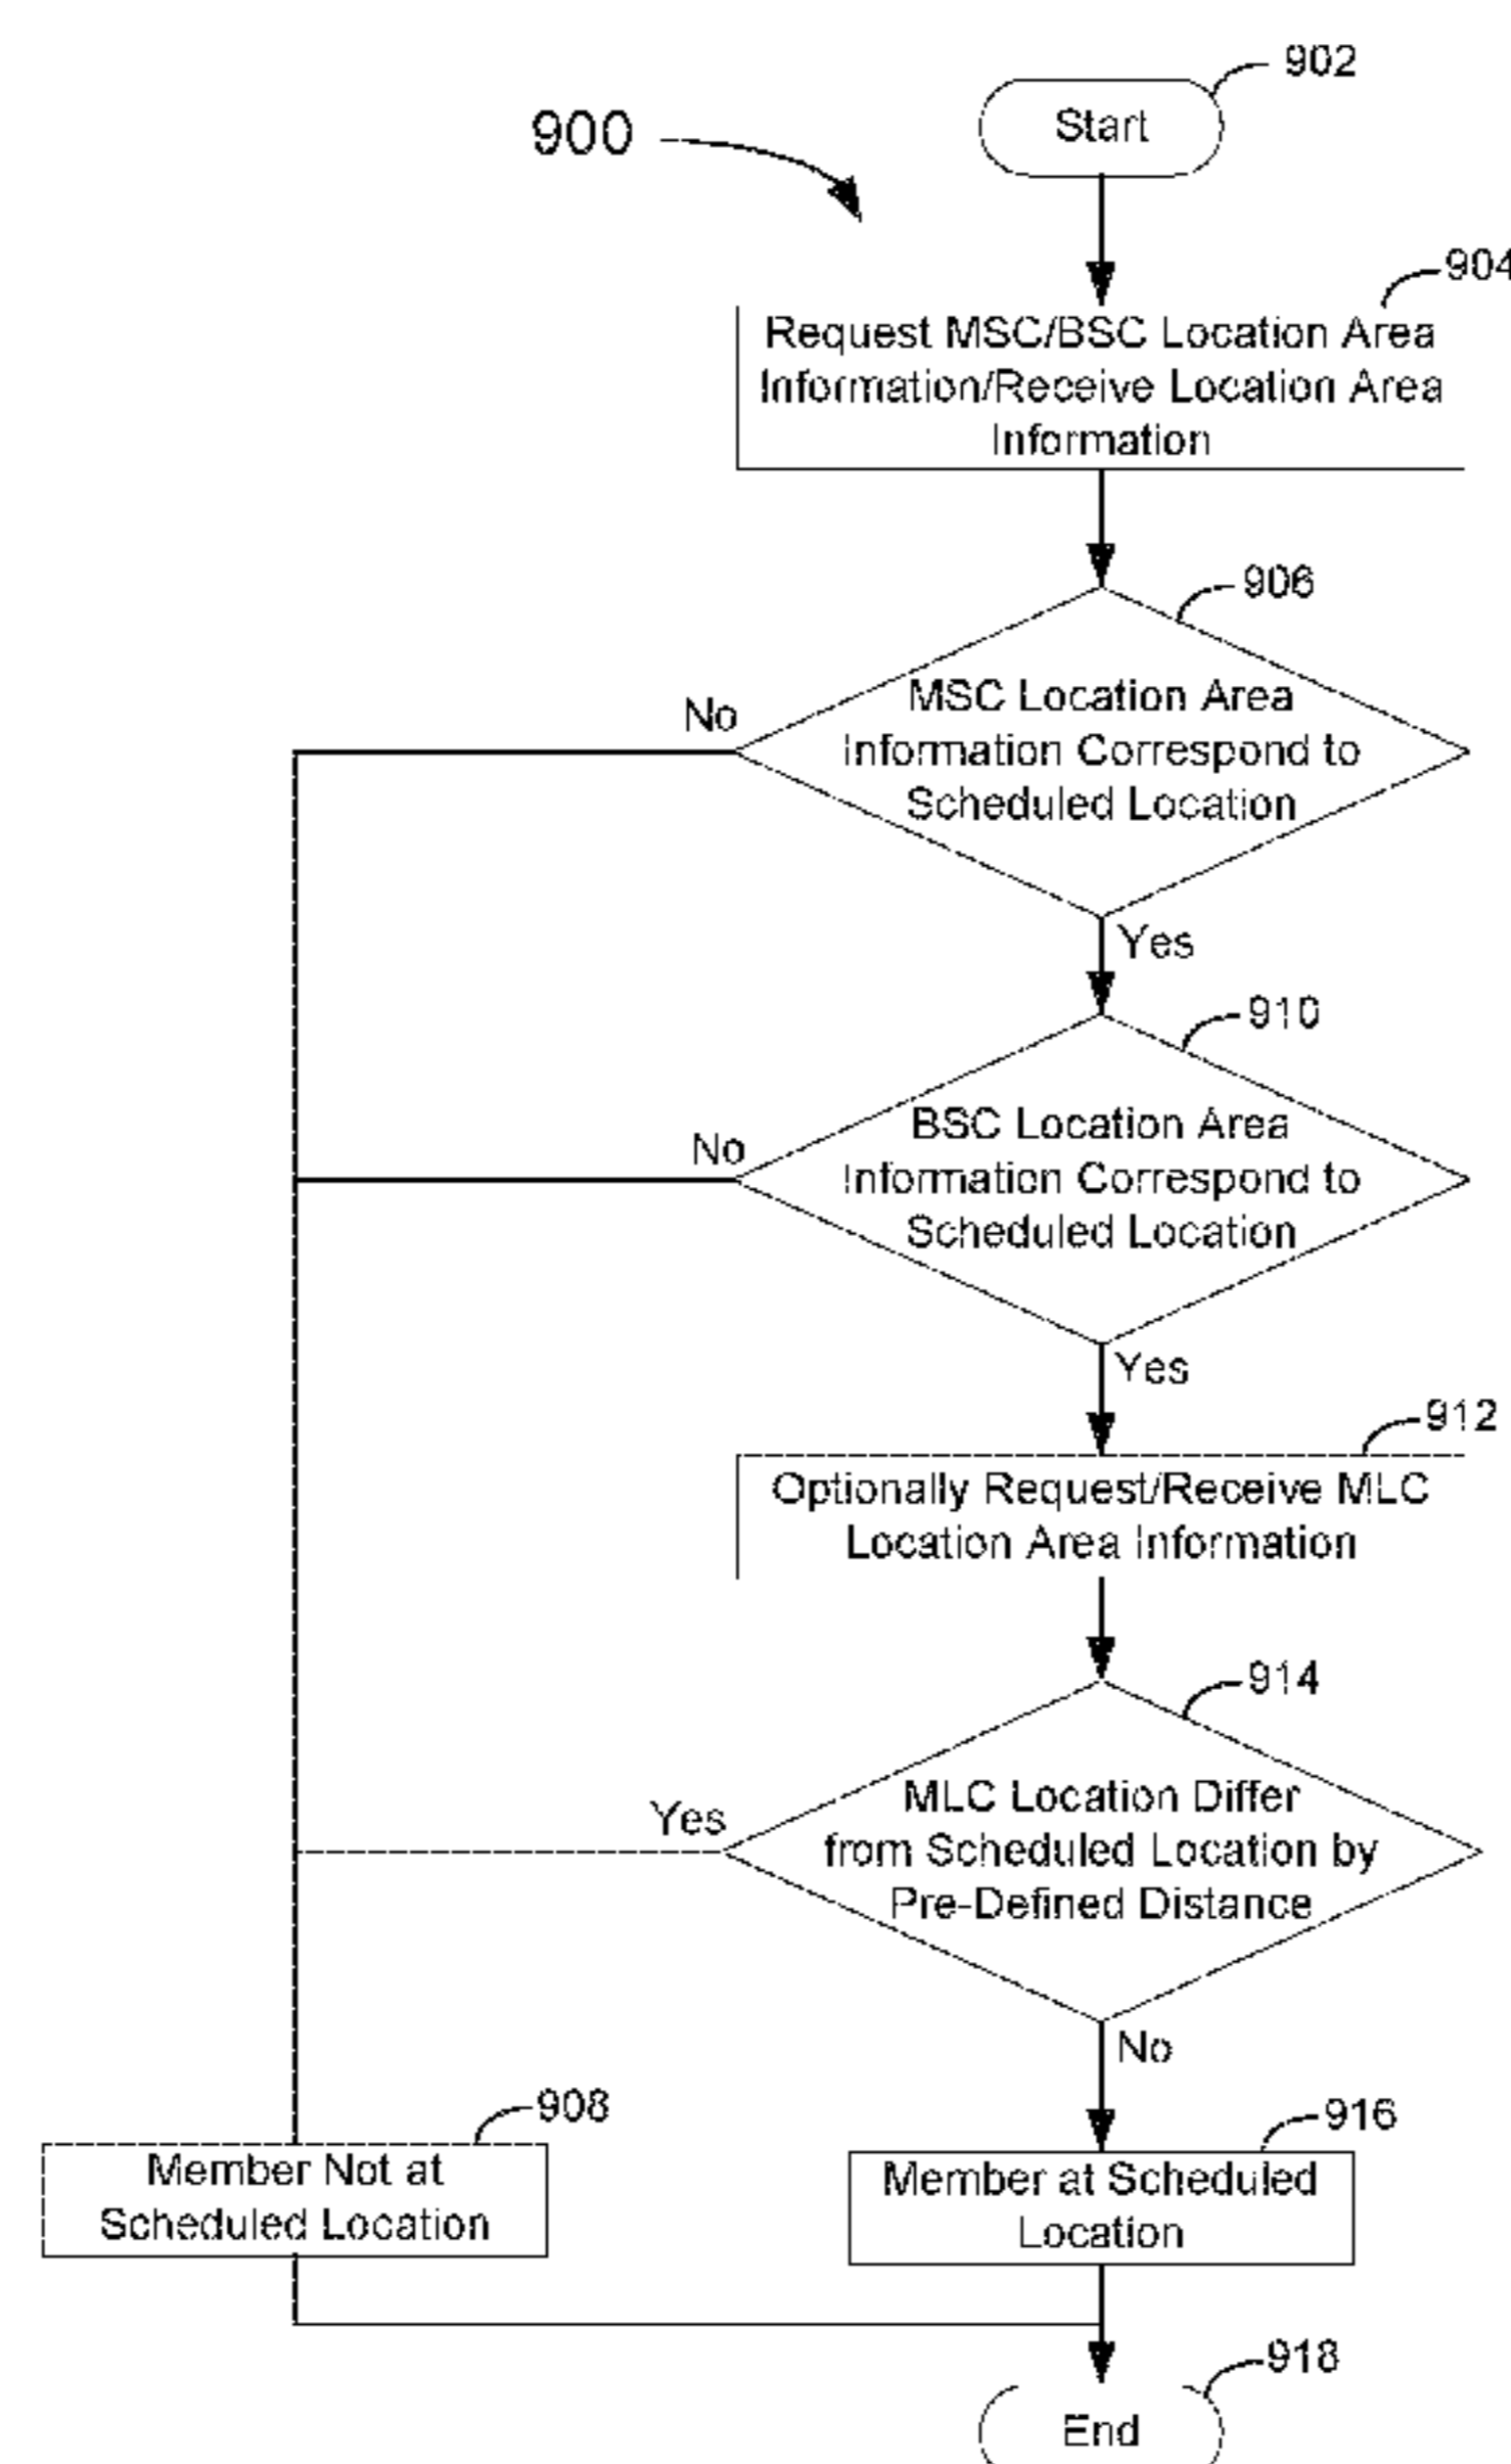 902
Start
900
904
Request MSC/BSC Location Area
Information/Receive Location Area
Information
906
MSC Location Area
Information Correspond to
Scheduled Location
No
Yes
910
BSC Location Area
Information Correspond to
Scheduled Location
No
Yes
912
Optionally Request/Receive MLC
Location Area Information
914
MLC Location Differ
from Scheduled Location by
Pre-Defined Distance
Yes
No
908
Member Not at
Scheduled Location
916
Member at Scheduled
Location
918
End